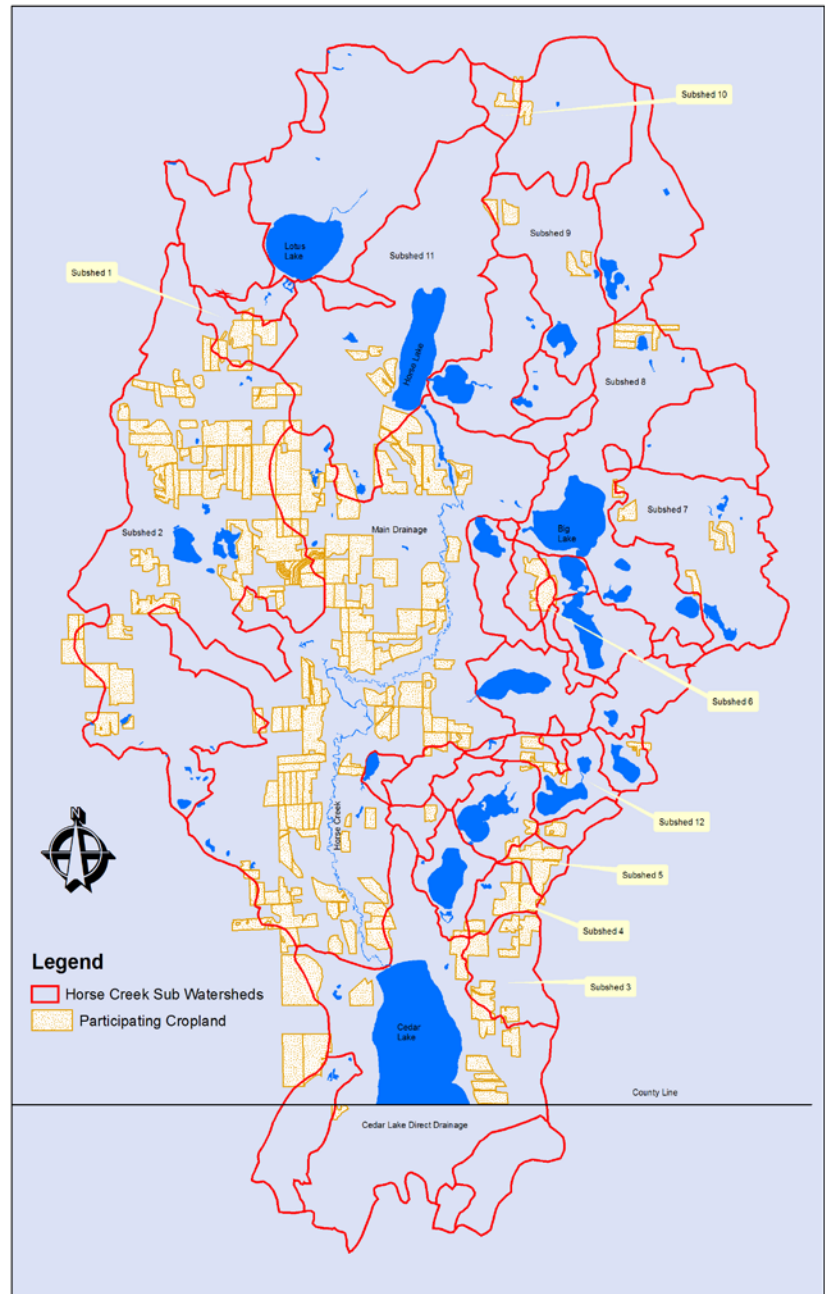 Subshed 10
Subshed 9
Lotus
Lake
Subshed 11
Subshed 1
Horse Lake
Subshed 8
Subshed 7
Big
Lake
Main Drainage
Subshed 2
Subshed 6
Subshed 12
Horse Creek
Subshed 5
Subshed 4
Subshed 3
N
Legend
Horse Creek Sub Watersheds
Participating Cropland
Cedar
Lake
County Line
Cedar Lake Direct Drainage